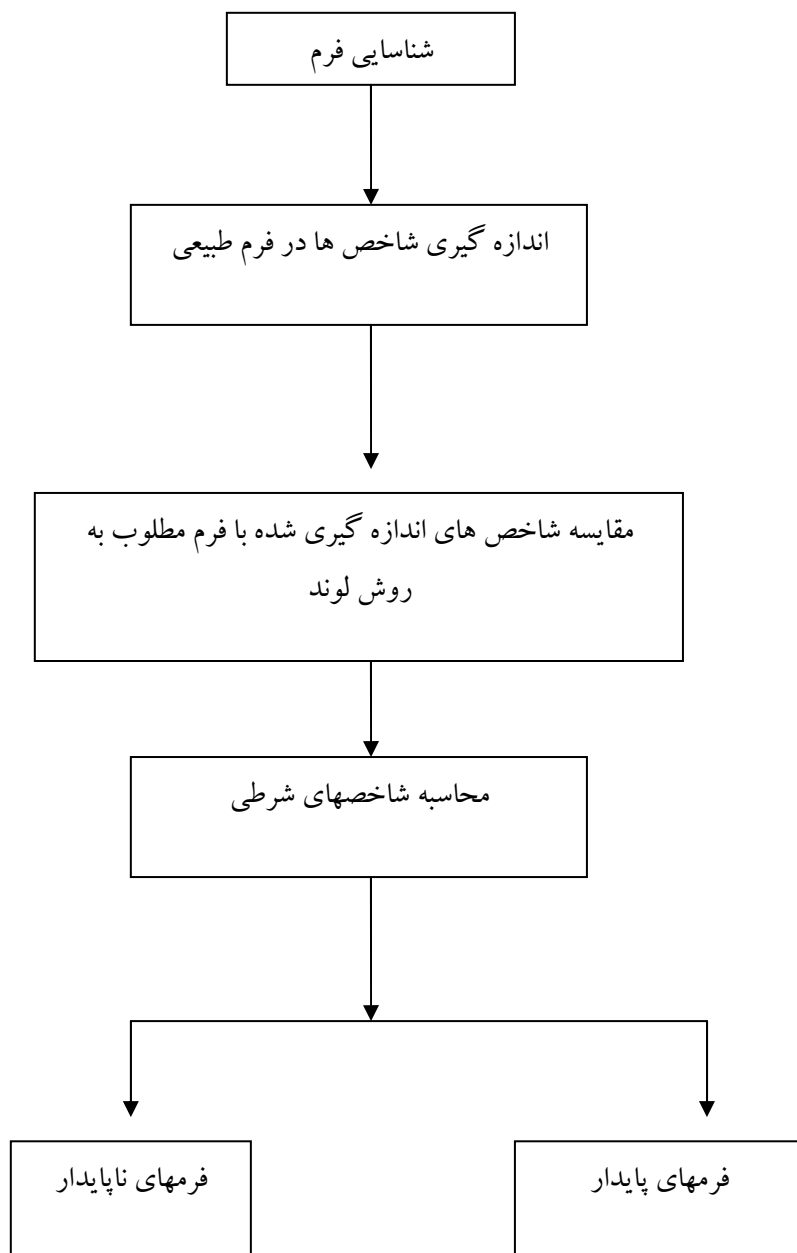 شناسایی فرم
اندازه گیری شاخص ها در فرم طبیعی
مقایسه شاخص های اندازه گیری شده با فرم مطلوب به
روش لوند
محاسبه شاخصهای شرطی
فرمهای پایدار
فرمهای ناپایدار